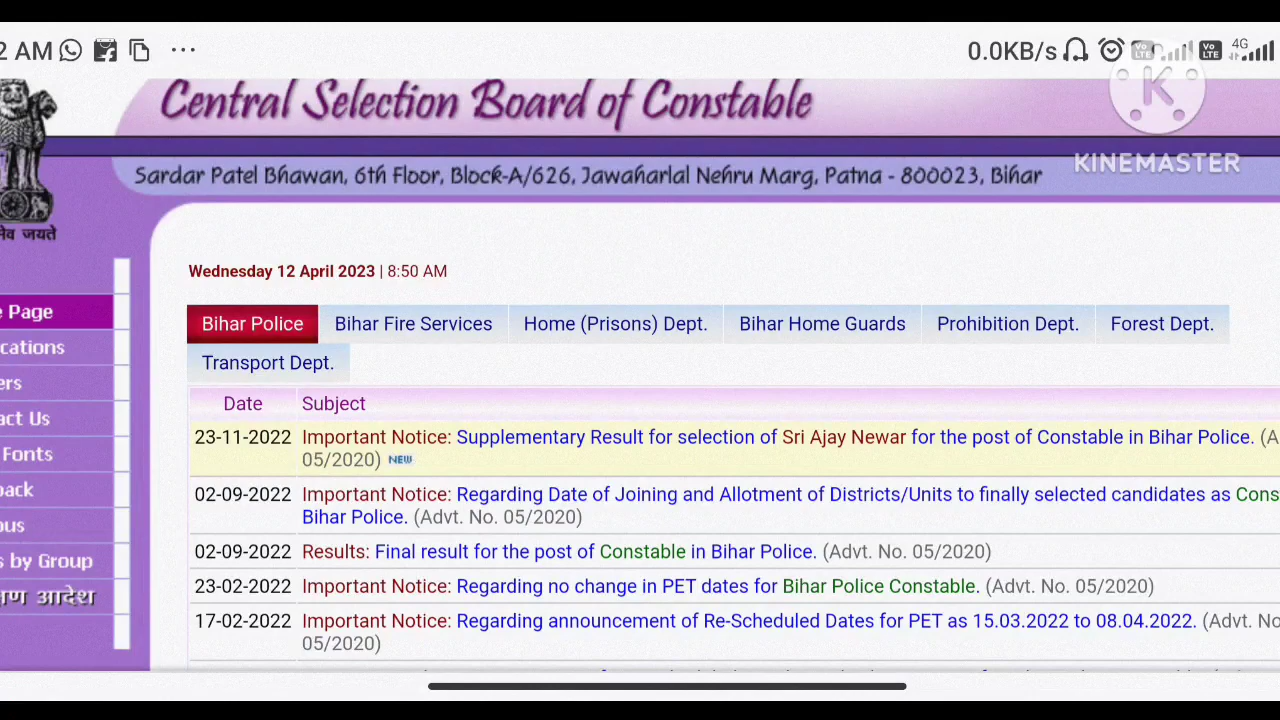 2 AM
0.0KB/s
Vo LTE
Vo LTE
4G
K
KINEMASTER
Central Selection Board of Constable
Sardar Patel Bhawan, 6th Floor, Block-A/626, Jawaharlal Nehru Marg, Patna - 800023, Bihar
मेव जयते
Wednesday 12 April 2023 | 8:50 AM
e Page
cations
ers
act Us
Fonts
back
ous
s by Group
क्षण आदेश
Bihar Police
Bihar Fire Services
Home (Prisons) Dept.
Bihar Home Guards
Prohibition Dept.
Forest Dept.
Transport Dept.
Date Subject
23-11-2022 Important Notice: Supplementary Result for selection of Sri Ajay Newar for the post of Constable in Bihar Police. (A
05/2020) NEW
02-09-2022 Important Notice: Regarding Date of Joining and Allotment of Districts/Units to finally selected candidates as Cons
Bihar Police. (Advt. No. 05/2020)
02-09-2022 Results: Final result for the post of Constable in Bihar Police. (Advt. No. 05/2020)
23-02-2022 Important Notice: Regarding no change in PET dates for Bihar Police Constable. (Advt. No. 05/2020)
17-02-2022 Important Notice: Regarding announcement of Re-Scheduled Dates for PET as 15.03.2022 to 08.04.2022. (Advt. No
05/2020)